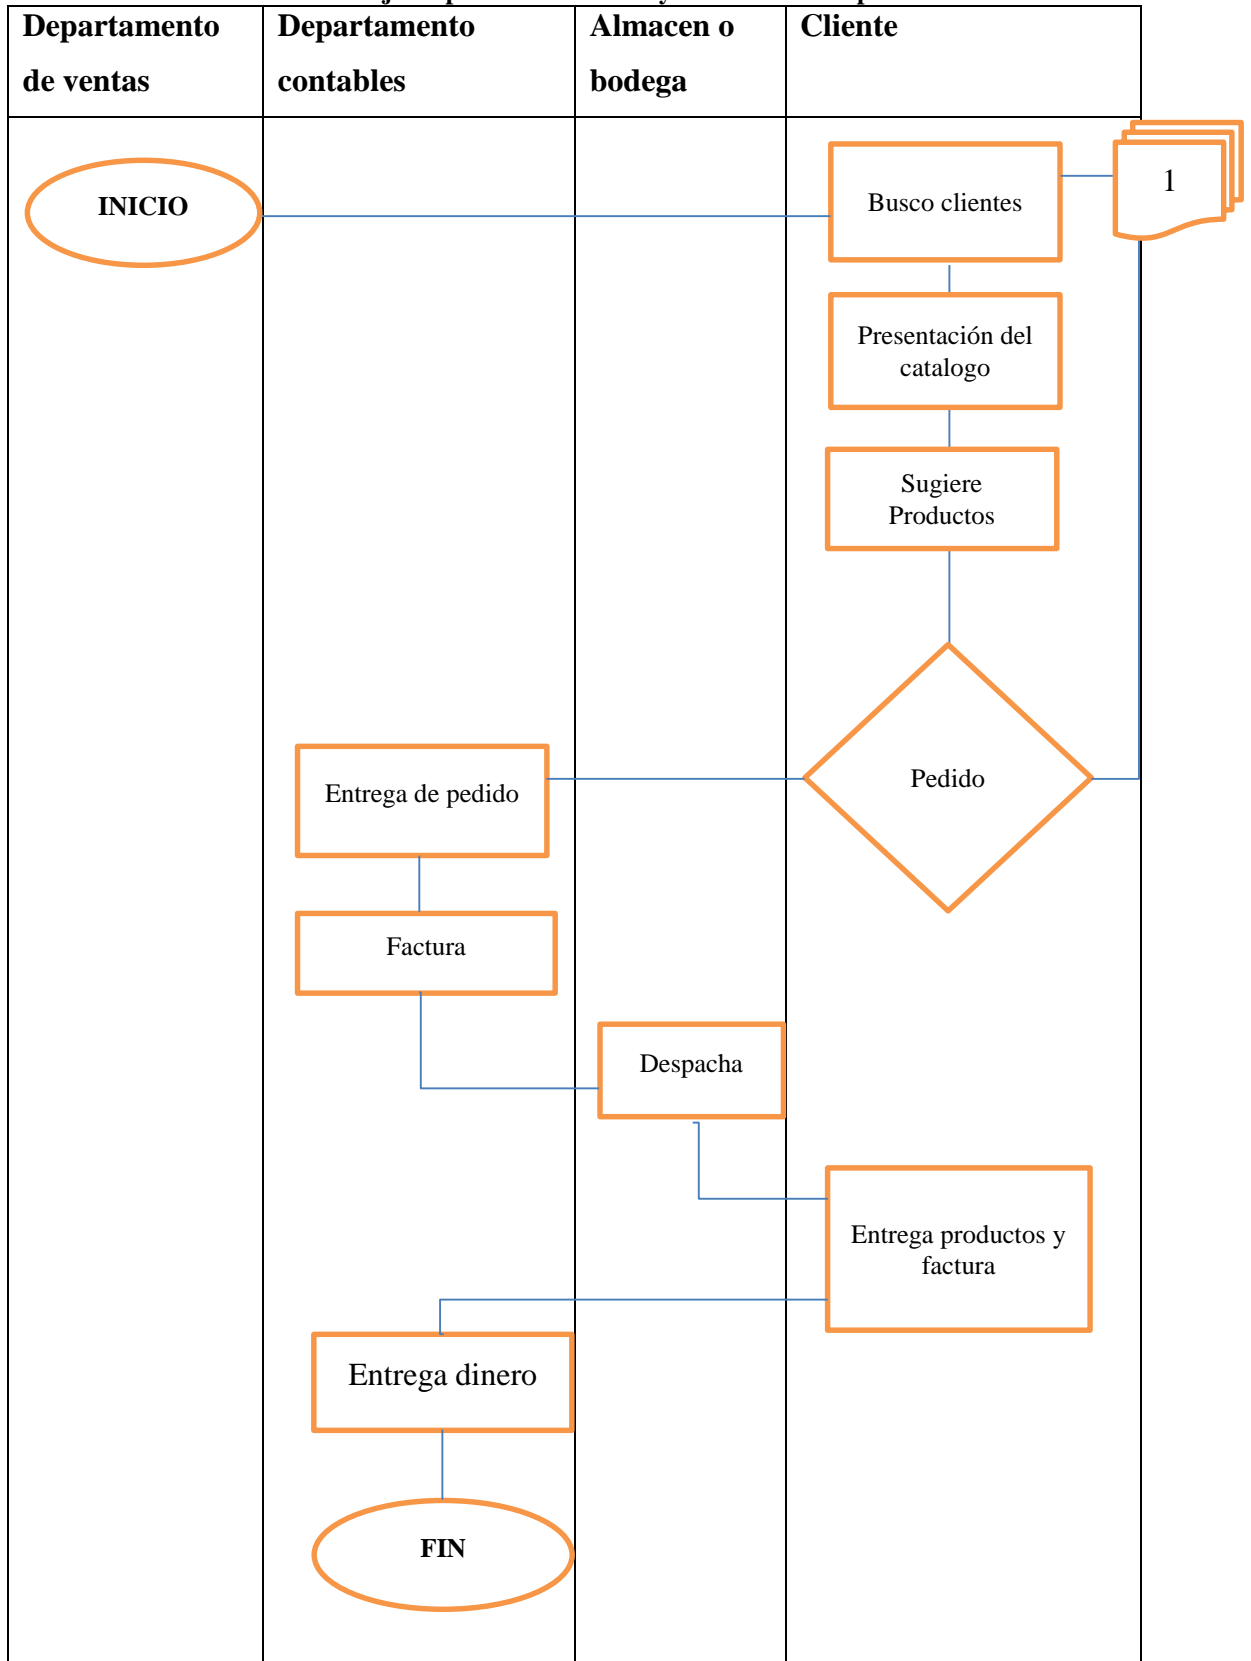 Departamento
de ventas
Departamento
contables
Almacen o
bodega
Cliente
INICIO
Busco clientes
1
Presentación del
catalogo
Sugiere
Productos
Pedido
Entrega de pedido
Factura
Despacha
Entrega productos y
factura
Entrega dinero
FIN